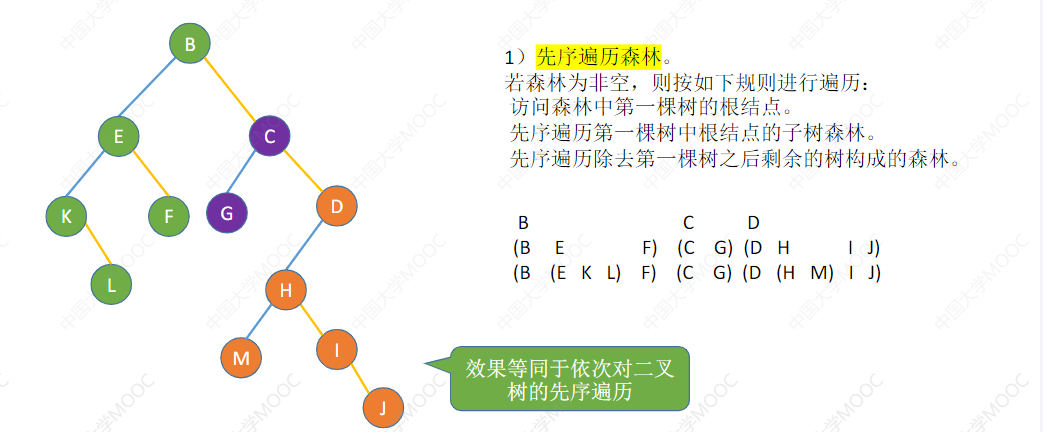 B
1）先序遍历森林。
若森林为非空，则按如下规则进行遍历：
访问森林中第一棵树的根结点。
先序遍历第一棵树中根结点的子树森林。
先序遍历除去第一棵树之后剩余的树构成的森林。
E
C
K
F
G
D
L
H
M
I
J
B C D
(B E F) (C G) (D H I J)
(B (E K L) F) (C G) (D (H M) I J)
效果等同于依次对二叉
树的先序遍历
中国大学MOOC